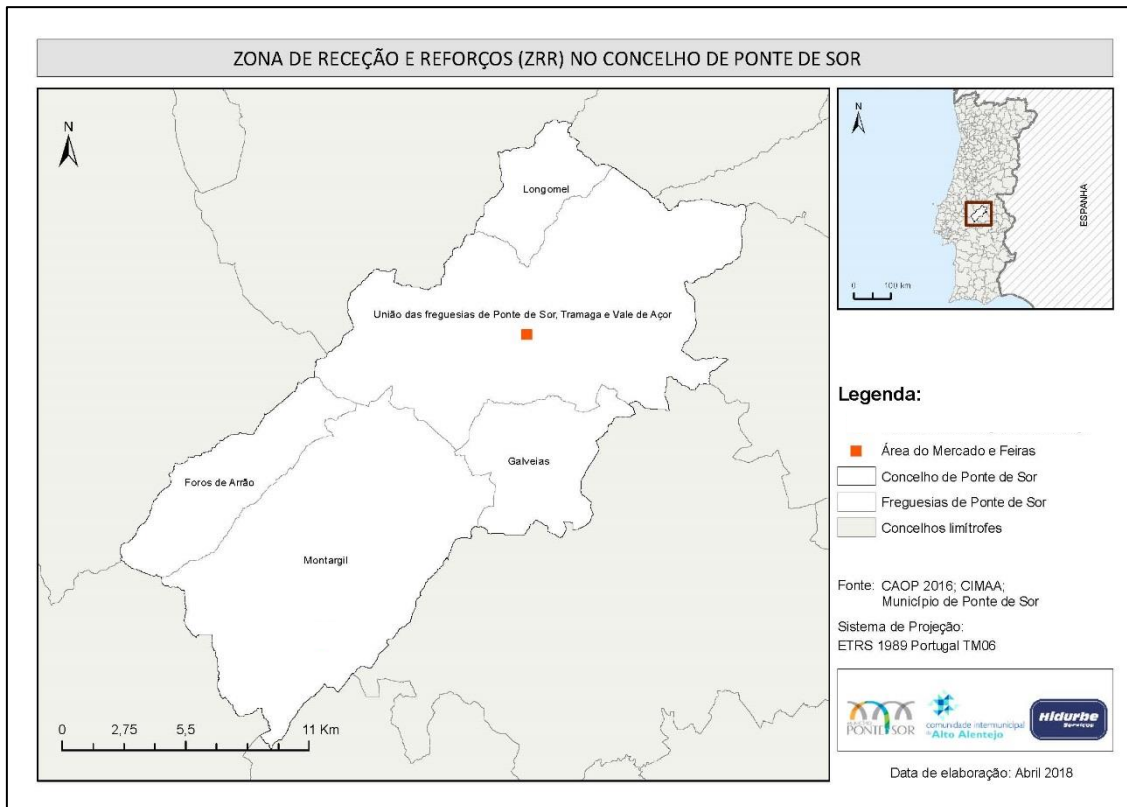 ZONA DE RECEÇÃO E REFORÇOS (ZRR) NO CONCELHO DE PONTE DE SOR
N
Longomel
União das freguesias de Ponte de Sor, Tramaga e Vale de Açor
Galveias
Foros de Arrão
Montargil
0 2,75 5,5 11 Km
N
ESPANHA
0 100 km
Legenda:
Área do Mercado e Feiras
Concelho de Ponte de Sor
Freguesias de Ponte de Sor
Concelhos limítrofes
Fonte: CAOP 2016; CIMAA;
Município de Ponte de Sor
Sistema de Projeção:
ETRS 1989 Portugal TM06
MUNICÍPIO
PONTE SOR
comunidade intermunicipal
do Alto Alentejo
Hidurbe
Serviços
Data de elaboração: Abril 2018